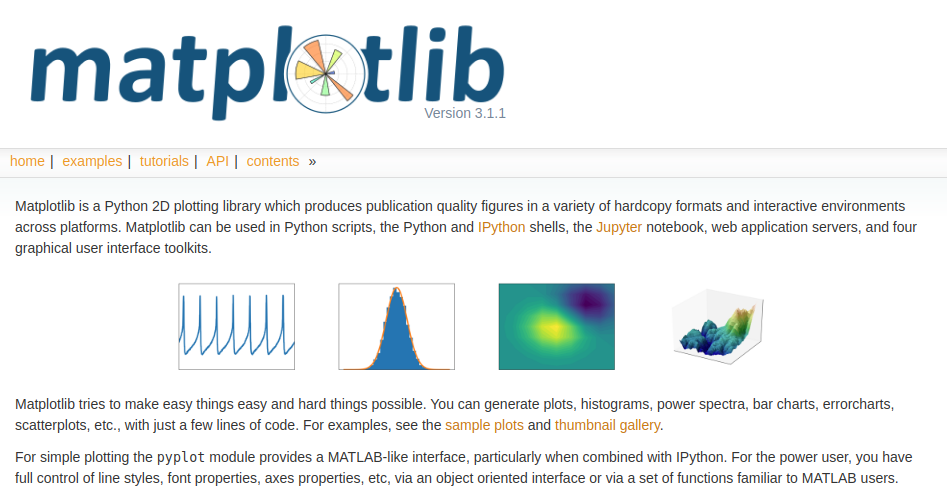 matplotlib
Version 3.1.1
home | examples | tutorials | API | contents »
Matplotlib is a Python 2D plotting library which produces publication quality figures in a variety of hardcopy formats and interactive environments
across platforms. Matplotlib can be used in Python scripts, the Python and IPython shells, the Jupyter notebook, web application servers, and four
graphical user interface toolkits.
Matplotlib tries to make easy things easy and hard things possible. You can generate plots, histograms, power spectra, bar charts, errorcharts,
scatterplots, etc., with just a few lines of code. For examples, see the sample plots and thumbnail gallery.
For simple plotting the pyplot module provides a MATLAB-like interface, particularly when combined with IPython. For the power user, you have
full control of line styles, font properties, axes properties, etc, via an object oriented interface or via a set of functions familiar to MATLAB users.